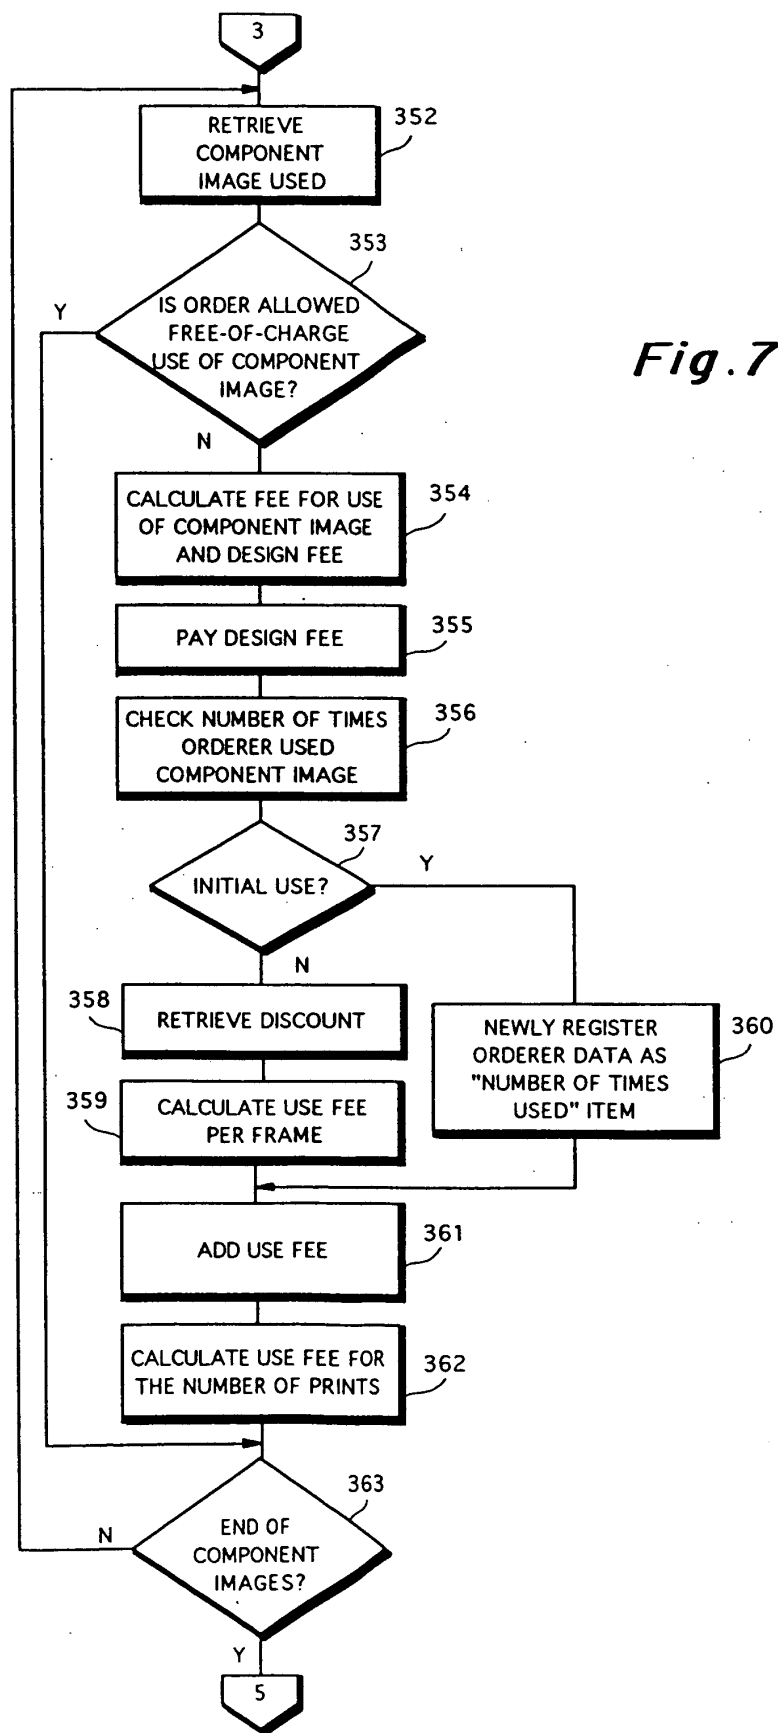 3
RETRIEVE
COMPONENT
IMAGE USED
352
353
Y
IS ORDER ALLOWED
FREE-OF-CHARGE
USE OF COMPONENT
IMAGE?
Fig.7
N
CALCULATE FEE FOR USE
OF COMPONENT IMAGE
AND DESIGN FEE
354
PAY DESIGN FEE
355
CHECK NUMBER OF TIMES
ORDERER USED
COMPONENT IMAGE
356
357
INITIAL USE?
Y
N
358
RETRIEVE DISCOUNT
NEWLY REGISTER
ORDERER DATA AS
"NUMBER OF TIMES
USED" ITEM
360
359
CALCULATE USE FEE
PER FRAME
ADD USE FEE
361
CALCULATE USE FEE FOR
THE NUMBER OF PRINTS
362
363
N
END OF
COMPONENT
IMAGES?
Y
5